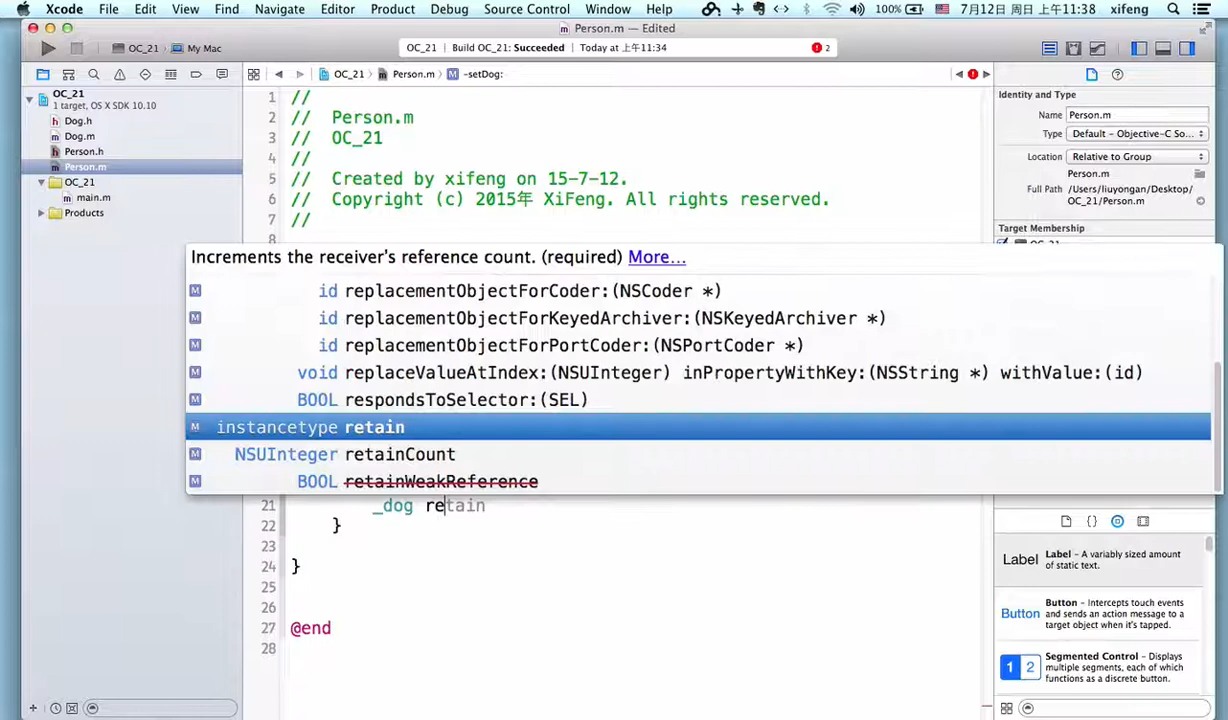 Xcode File Edit View Find Navigate Editor Product Debug Source Control Window Help 100% 7月12日 周日 上午11:38 xifeng
Person.m — Edited
OC_21 My Mac
OC_21 Build OC_21: Succeeded Today at 上午11:34 2
OC_21 Person.m M -setDog:
OC_21
1 target, OS X SDK 10.10
h Dog.h
m Dog.m
h Person.h
m Person.m
OC_21
m main.m
Products
1 //
2 // Person.m
3 // OC_21
4 //
5 // Created by xifeng on 15-7-12.
6 // Copyright (c) 2015年 XiFeng. All rights reserved.
7 //
8
Increments the receiver's reference count. (required) More...
M id replacementObjectForCoder:(NSCoder *)
M id replacementObjectForKeyedArchiver:(NSKeyedArchiver *)
M id replacementObjectForPortCoder:(NSPortCoder *)
M void replaceValueAtIndex:(NSUInteger) inPropertyWithKey:(NSString *) withValue:(id)
M BOOL respondsToSelector:(SEL)
M instancetype retain
M NSUInteger retainCount
M BOOL retainWeakReference
21 _dog retain
22 }
23
24 }
25
26
27 @end
28
Identity and Type
Name Person.m
Type Default - Objective-C So...
Location Relative to Group
Person.m
Full Path /Users/liuyongan/Desktop/
OC_21/Person.m
Target Membership
{}
Label Label – A variably sized amount
of static text.
Button Button – Intercepts touch events
and sends an action message to a
target object when it's tapped.
1 2 Segmented Control – Displays
multiple segments, each of which
functions as a discrete button.